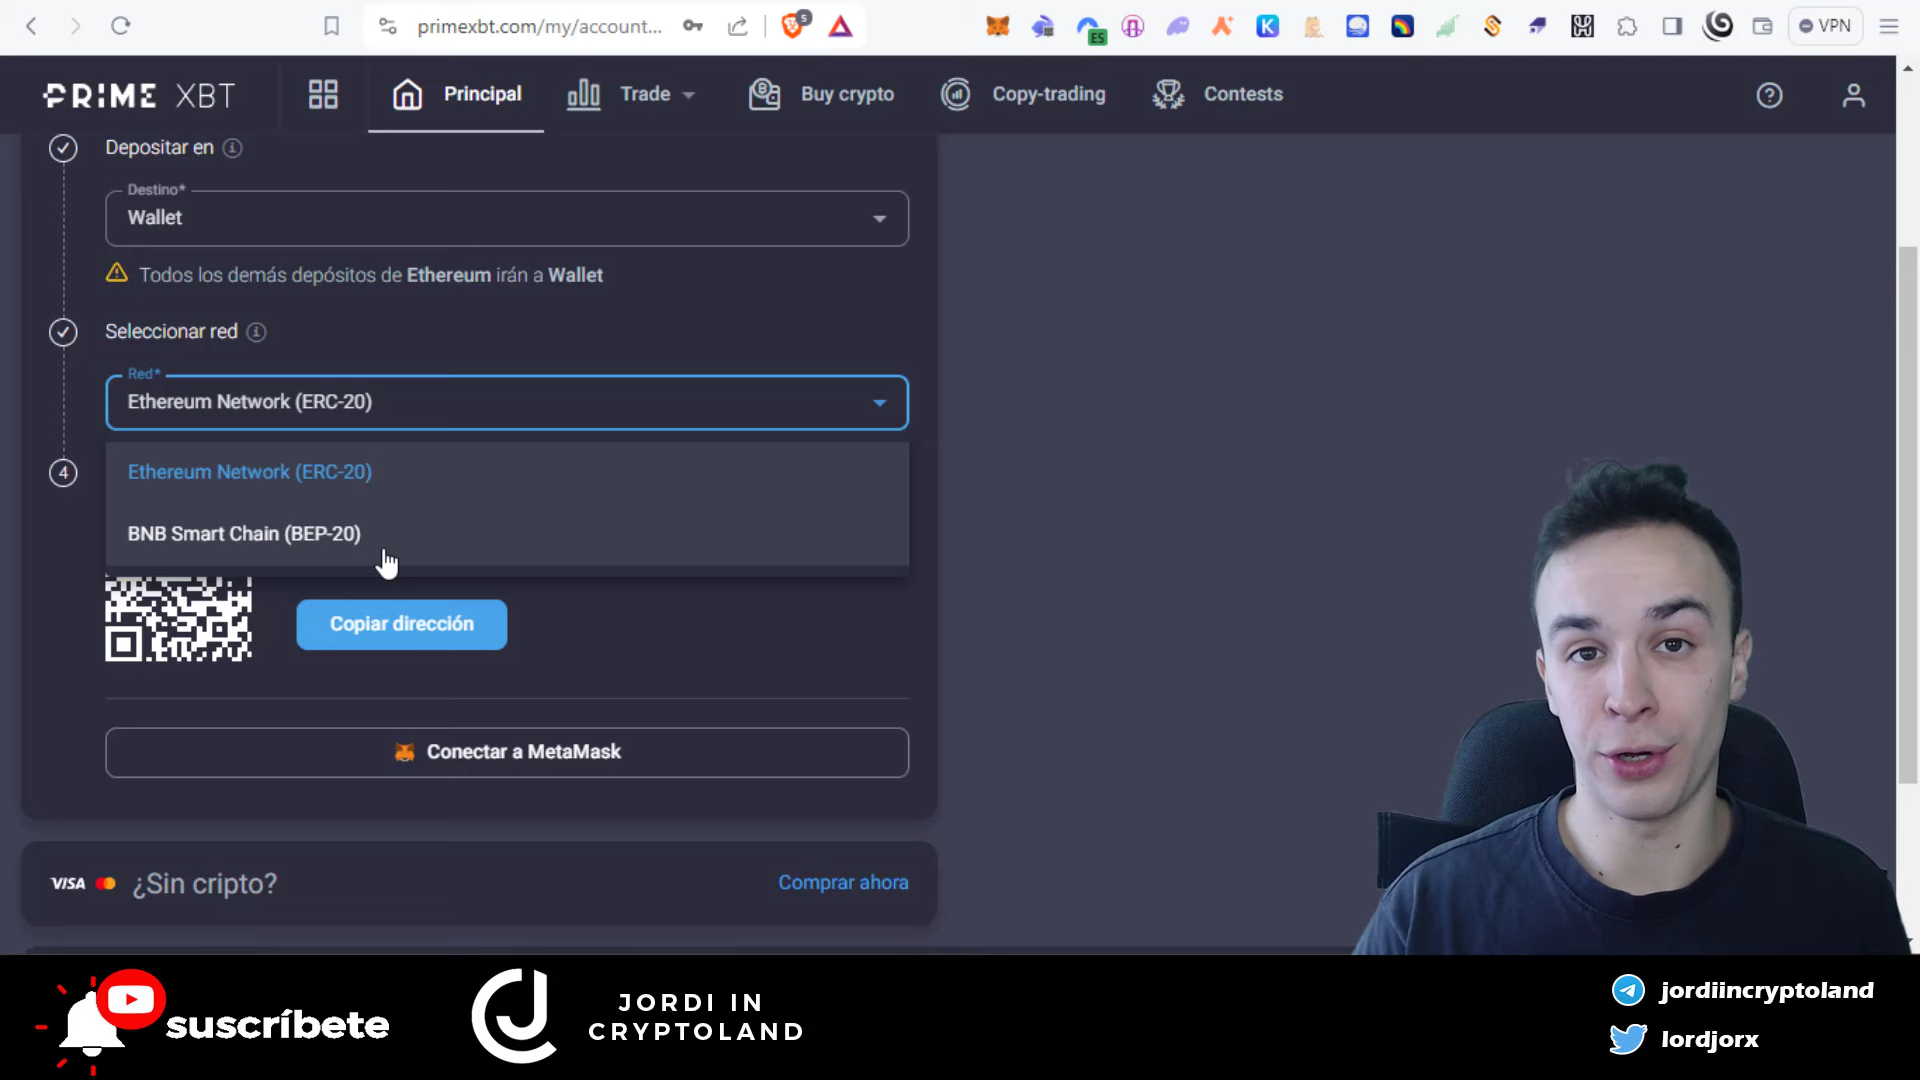 primexbt.com/my/account...
5
ES
VPN
PRIME XBT
Principal
Trade
Buy crypto
Copy-trading
Contests
Depositar en
Destino*
Wallet
Todos los demás depósitos de Ethereum irán a Wallet
Seleccionar red
Red*
Ethereum Network (ERC-20)
4
Ethereum Network (ERC-20)
BNB Smart Chain (BEP-20)
Copiar dirección
Conectar a MetaMask
VISA
¿Sin cripto?
Comprar ahora
suscríbete
JORDI IN
CRYPTOLAND
jordiincryptoland
lordjorx